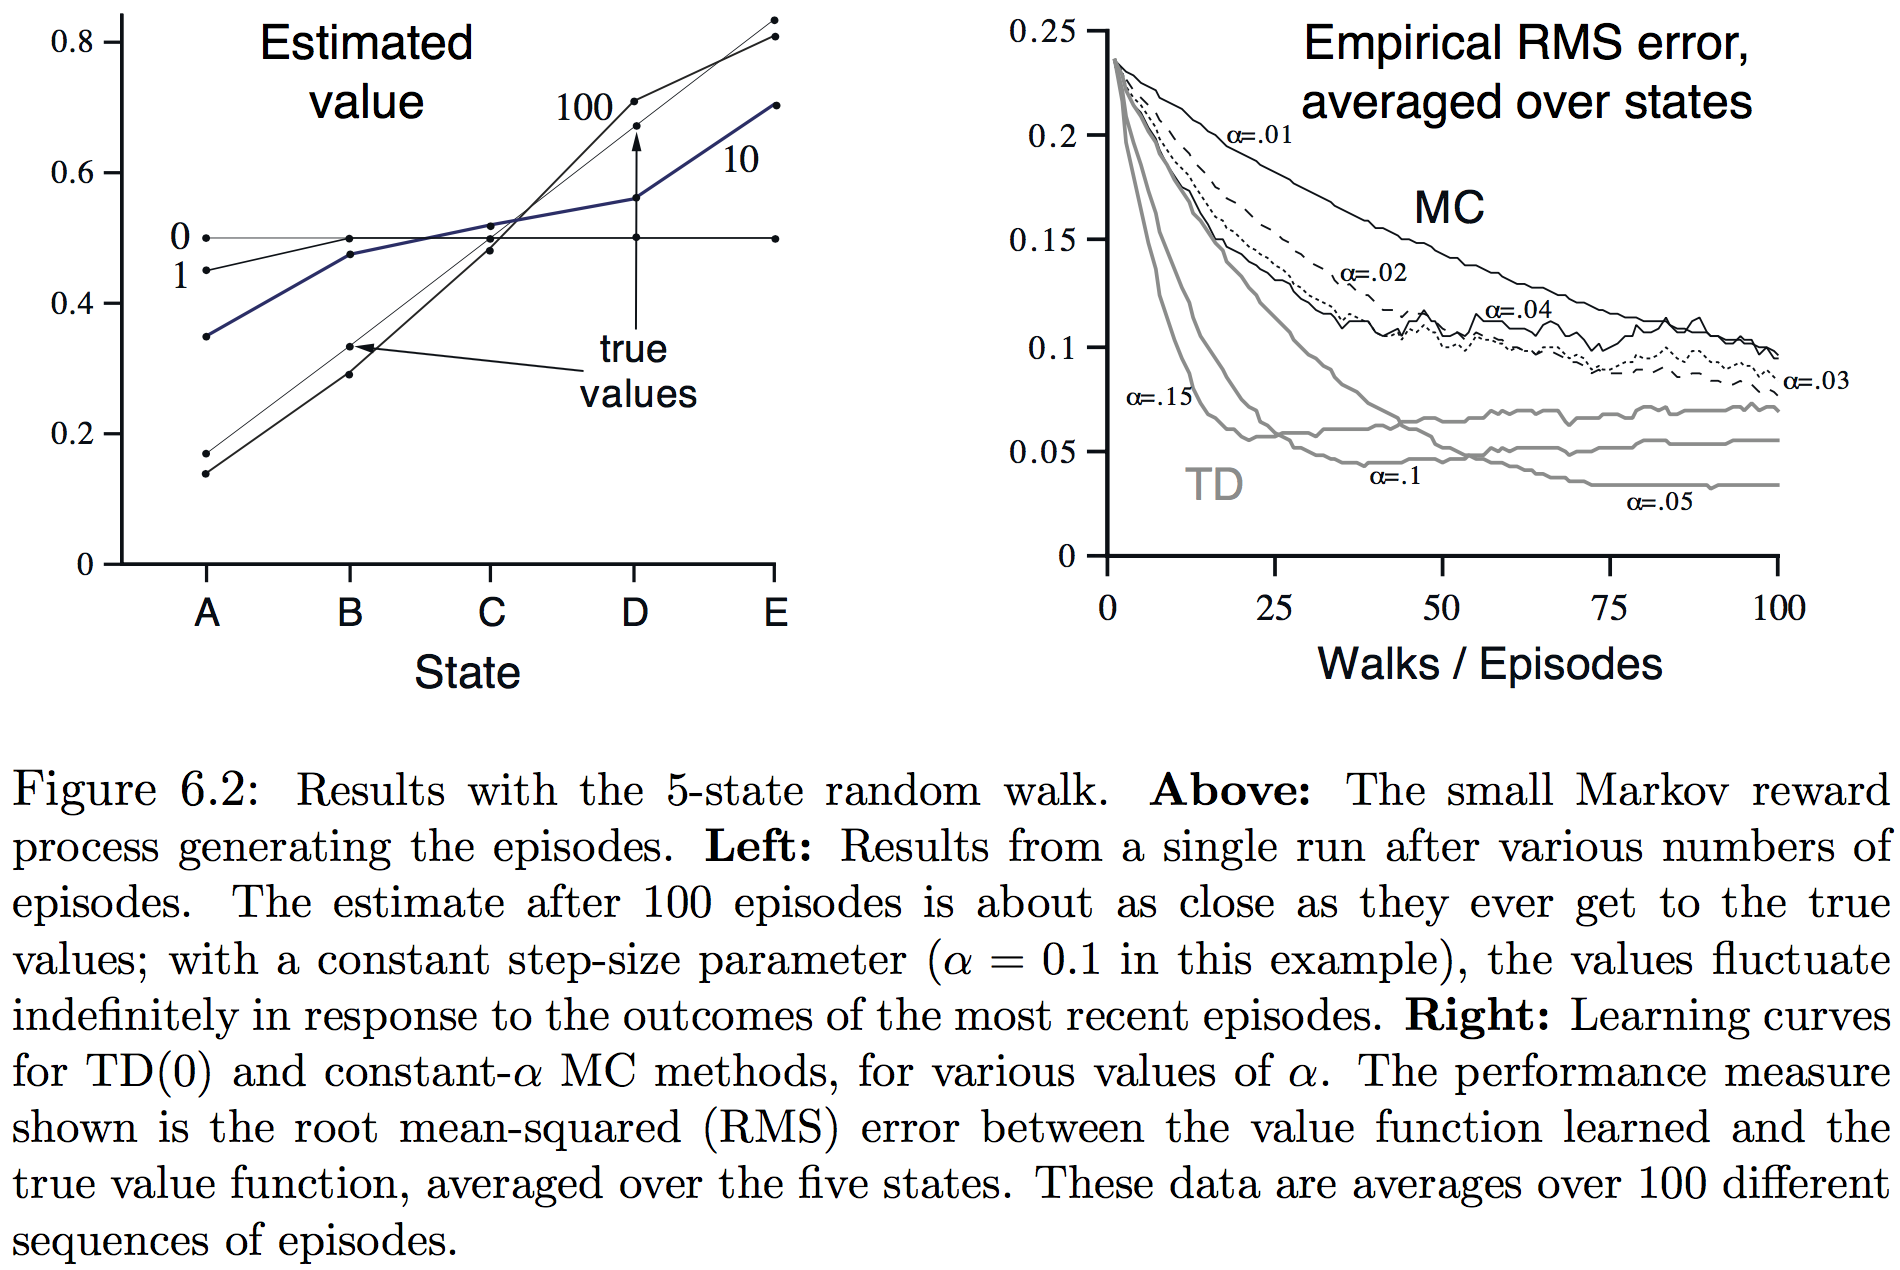 Estimated
value
0.8
0.6
0.4
0.2
0
0
1
100
10
true
values
A B C D E
State
Empirical RMS error,
averaged over states
0.25
0.2
0.15
0.1
0.05
0
α=.01
MC
α=.02
α=.04
α=.03
α=.15
TD
α=.1
α=.05
0 25 50 75 100
Walks / Episodes
Figure 6.2: Results with the 5-state random walk. Above: The small Markov reward
process generating the episodes. Left: Results from a single run after various numbers of
episodes. The estimate after 100 episodes is about as close as they ever get to the true
values; with a constant step-size parameter (α = 0.1 in this example), the values fluctuate
indefinitely in response to the outcomes of the most recent episodes. Right: Learning curves
for TD(0) and constant-α MC methods, for various values of α. The performance measure
shown is the root mean-squared (RMS) error between the value function learned and the
true value function, averaged over the five states. These data are averages over 100 different
sequences of episodes.